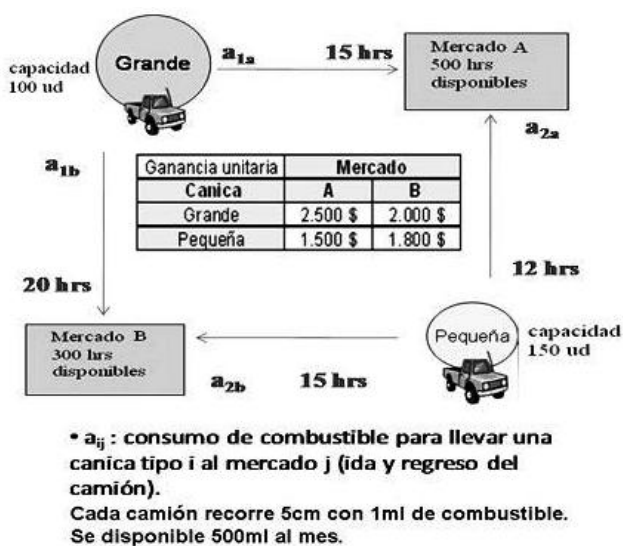 capacidad
100 ud
Grande
a1a
15 hrs
Mercado A
500 hrs
disponibles
a2a
a1b
Ganancia unitaria Mercado
Canica A B
Grande 2.500 $ 2.000 $
Pequeña 1.500 $ 1.800 $
20 hrs
12 hrs
Mercado B
300 hrs
disponibles
a2b
15 hrs
Pequeña
capacidad
150 ud
• aij : consumo de combustible para llevar una
canica tipo i al mercado j (ida y regreso del
camión).
Cada camión recorre 5cm con 1ml de combustible.
Se disponible 500ml al mes.